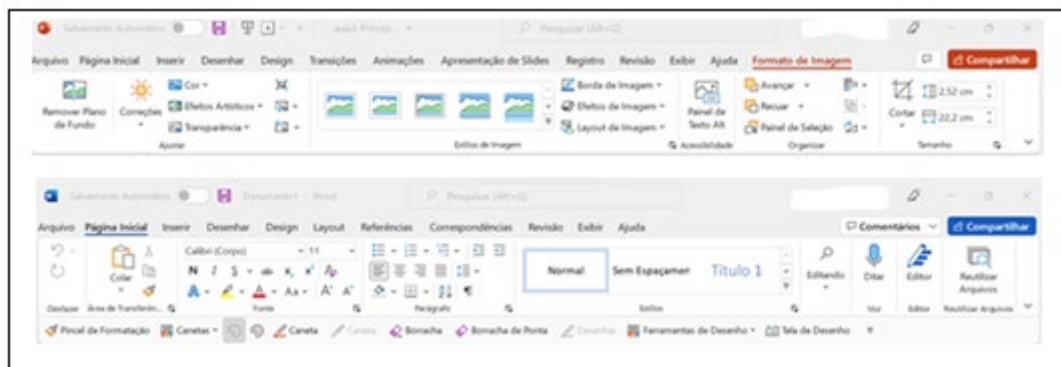 Salvamento Automático aula3-Princip... Pesquisar (Alt+G)
Arquivo Página Inicial Inserir Desenhar Design Transições Animações Apresentação de Slides Registro Revisão Exibir Ajuda Formato de Imagem Compartilhar
Cor Borda de Imagem Avançar 2,52 cm
Remover Plano de Fundo Correções Efeitos Artísticos Efeitos de Imagem Painel de Texto Alt Recuar Cortar 22,2 cm
Transparência Layout de Imagem Painel de Seleção
Ajustar Estilos de Imagem Acessibilidade Organizar Tamanho
Salvamento Automático Documento1 - Word Pesquisar (Alt+G)
Arquivo Página Inicial Inserir Desenhar Design Layout Referências Correspondências Revisão Exibir Ajuda Comentários Compartilhar
Calibri (Corpo) 11
Colar N I S ab x x A Normal Sem Espaçamen Título 1 Editando Ditar Editor Reutilizar Arquivos
A A Aa A A
Desfazer Área de Transferên... Fonte Parágrafo Estilos Voz Editor Reutilizar Arquivos
Pincel de Formatação Canetas Caneta Caneta Borracha Borracha de Ponta Desenhar Ferramentas de Desenho Tela de Desenho